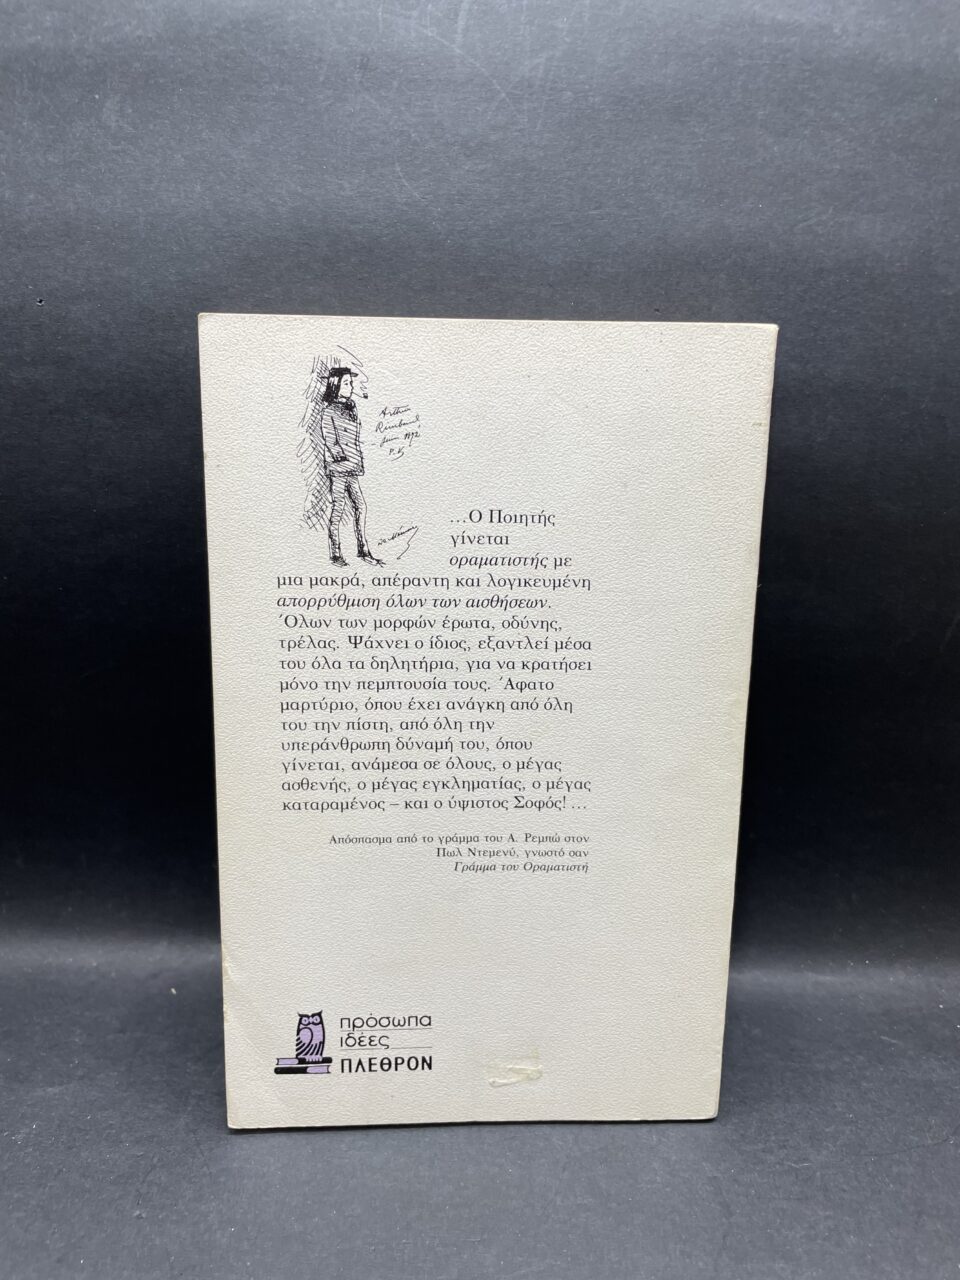 Arthur
Rimbaud
Juin 1872
P. V.
...Ο Ποιητής
γίνεται
οραματιστής με
μια μακρά, απέραντη και λογικευμένη
απορρύθμιση όλων των αισθήσεων.
Όλων των μορφών έρωτα, οδύνης,
τρέλας. Ψάχνει ο ίδιος, εξαντλεί μέσα
του όλα τα δηλητήρια, για να κρατήσει
μόνο την πεμπτουσία τους. Άφατο
μαρτύριο, όπου έχει ανάγκη από όλη
του την πίστη, από όλη την
υπεράνθρωπη δύναμή του, όπου
γίνεται, ανάμεσα σε όλους, ο μέγας
ασθενής, ο μέγας εγκληματίας, ο μέγας
καταραμένος – και ο ύψιστος Σοφός! ...
Απόσπασμα από το γράμμα του Α. Ρεμπώ στον
Πωλ Ντεμενύ, γνωστό σαν
Γράμμα του Οραματιστή
πρόσωπα
ιδέες
ΠΛΕΘΡΟΝ